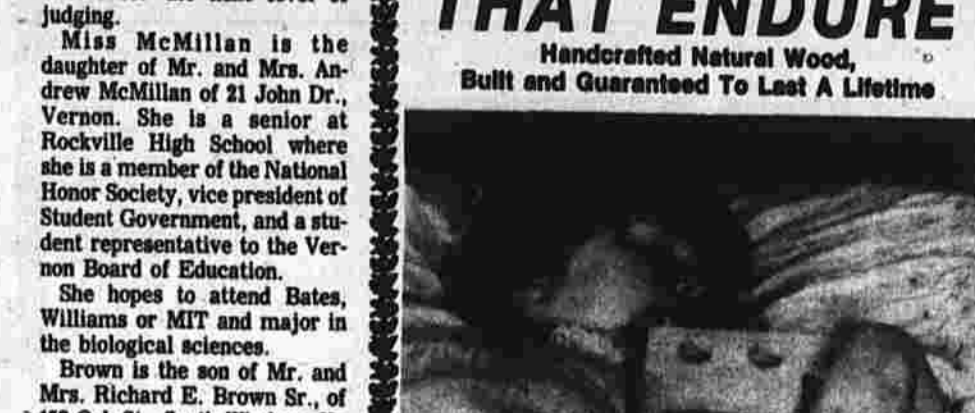 judging.
Miss McMillan is the
daughter of Mr. and Mrs. An-
drew McMillan of 21 John Dr.,
Vernon. She is a senior at
Rockville High School where
she is a member of the National
Honor Society, vice president of
Student Government, and a stu-
dent representative to the Ver-
non Board of Education.
She hopes to attend Bates,
Williams or MIT and major in
the biological sciences.
Brown is the son of Mr. and
Mrs. Richard E. Brown Sr., of
THAT ENDURE
Handcrafted Natural Wood,
Built and Guaranteed To Last A Lifetime